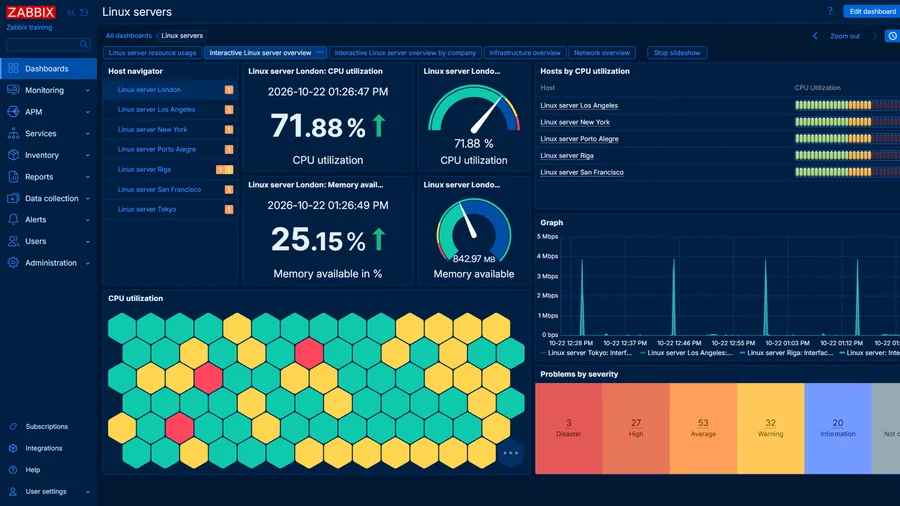 ZABBIX
Zabbix training
Dashboards
Monitoring
APM
Services
Inventory
Reports
Data collection
Alerts
Users
Administration
Subscriptions
Integrations
Help
User settings
Linux servers
?
Edit dashboard
All dashboards / Linux servers
Zoom out
Linux server resource usage
Interactive Linux server overview
Interactive Linux server overview by company
Infrastructure overview
Network overview
Stop slideshow
Host navigator
Linux server London 1
Linux server Los Angeles 1
Linux server New York 1
Linux server Porto Alegre 1
Linux server Riga 1
Linux server San Francisco 1
Linux server Tokyo 1
Linux server London: CPU utilization
2026-10-22 01:26:47 PM
71.88 %
CPU utilization
Linux server Londo...
71.88 %
CPU utilization
Linux server London: Memory avail...
2026-10-22 01:26:49 PM
25.15 %
Memory available in %
Linux server Londo...
842.97 MB
Memory available
Hosts by CPU utilization
Host CPU Utilization
Linux server Los Angeles
Linux server New York
Linux server Porto Alegre
Linux server Riga
Linux server San Francisco
Graph
5 Mbps
4 Mbps
3 Mbps
2 Mbps
1 Mbps
0 bps
10-22 12:28 PM 10-22 12:37 PM 10-22 12:46 PM 10-22 12:55 PM 10-22 01:03 PM 10-22 01:12 PM 10-22 01:
Linux server Tokyo: Interf... Linux server Los Angeles:... Linux server Riga: Interfac... Linux server: Inte
CPU utilization
Problems by severity
3
Disaster
27
High
53
Average
32
Warning
20
Information
Not c